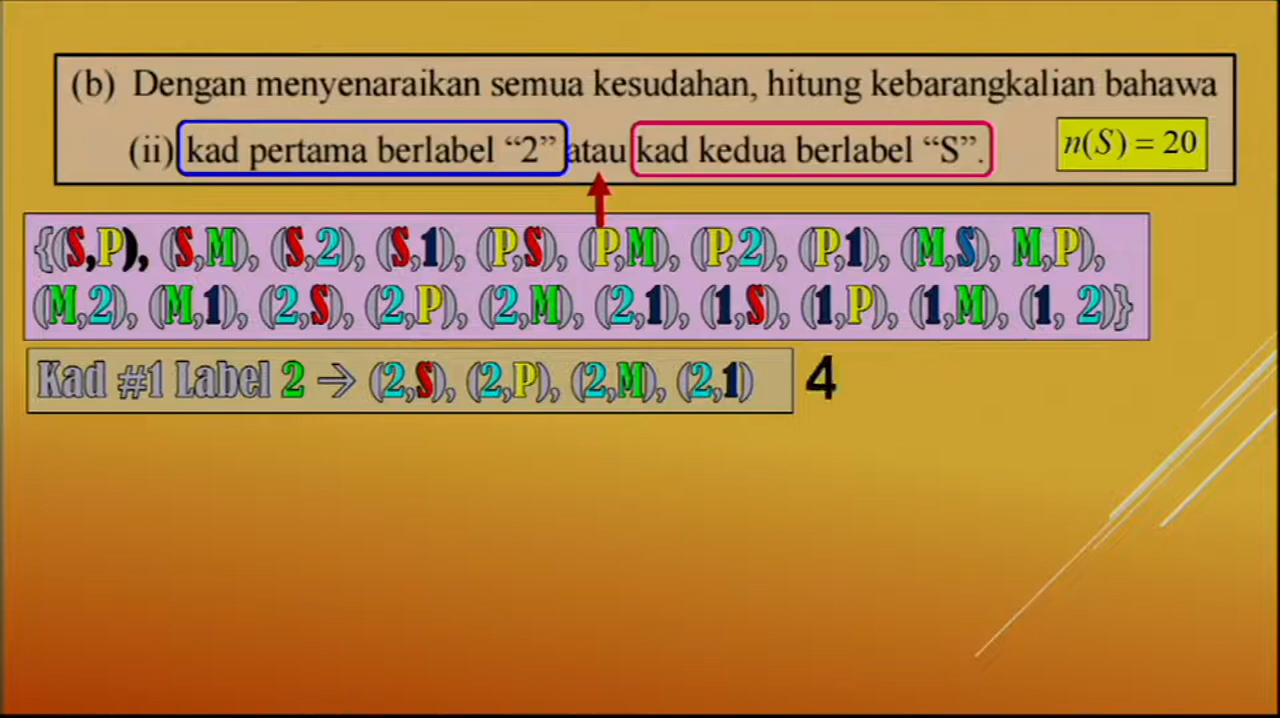 (b) Dengan menyenaraikan semua kesudahan, hitung kebarangkalian bahawa
(ii) kad pertama berlabel “2” atau kad kedua berlabel “S”. n(S) = 20
{(S,P), (S,M), (S,2), (S,1), (P,S), (P,M), (P,2), (P,1), (M,S), M,P),
(M,2), (M,1), (2,S), (2,P), (2,M), (2,1), (1,S), (1,P), (1,M), (1, 2)}
Kad #1 Label 2 → (2,S), (2,P), (2,M), (2,1) 4